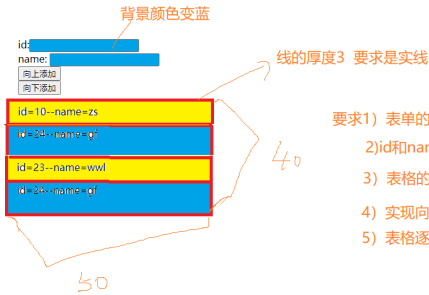 背景颜色变蓝
id:
name:
向上添加
向下添加
线的厚度3 要求是实线
id=10--name=zs
id=24--name=gf
id=23--name=wwl
id=24--name=gf
40
50
要求1）表单的
2)id和nar
3）表格的
4）实现向
5）表格逐